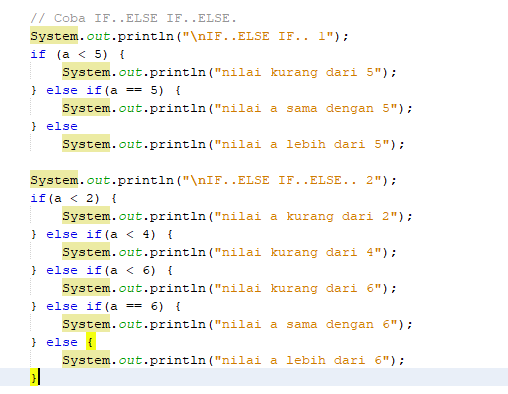 // Coba IF..ELSE IF..ELSE.
System.out.println("\nIF..ELSE IF.. 1");
if (a < 5) {
    System.out.println("nilai kurang dari 5");
} else if(a == 5) {
    System.out.println("nilai a sama dengan 5");
} else
    System.out.println("nilai a lebih dari 5");

System.out.println("\nIF..ELSE IF..ELSE.. 2");
if(a < 2) {
    System.out.println("nilai a kurang dari 2");
} else if(a < 4) {
    System.out.println("nilai kurang dari 4");
} else if(a < 6) {
    System.out.println("nilai kurang dari 6");
} else if(a == 6) {
    System.out.println("nilai a sama dengan 6");
} else {
    System.out.println("nilai a lebih dari 6");
}